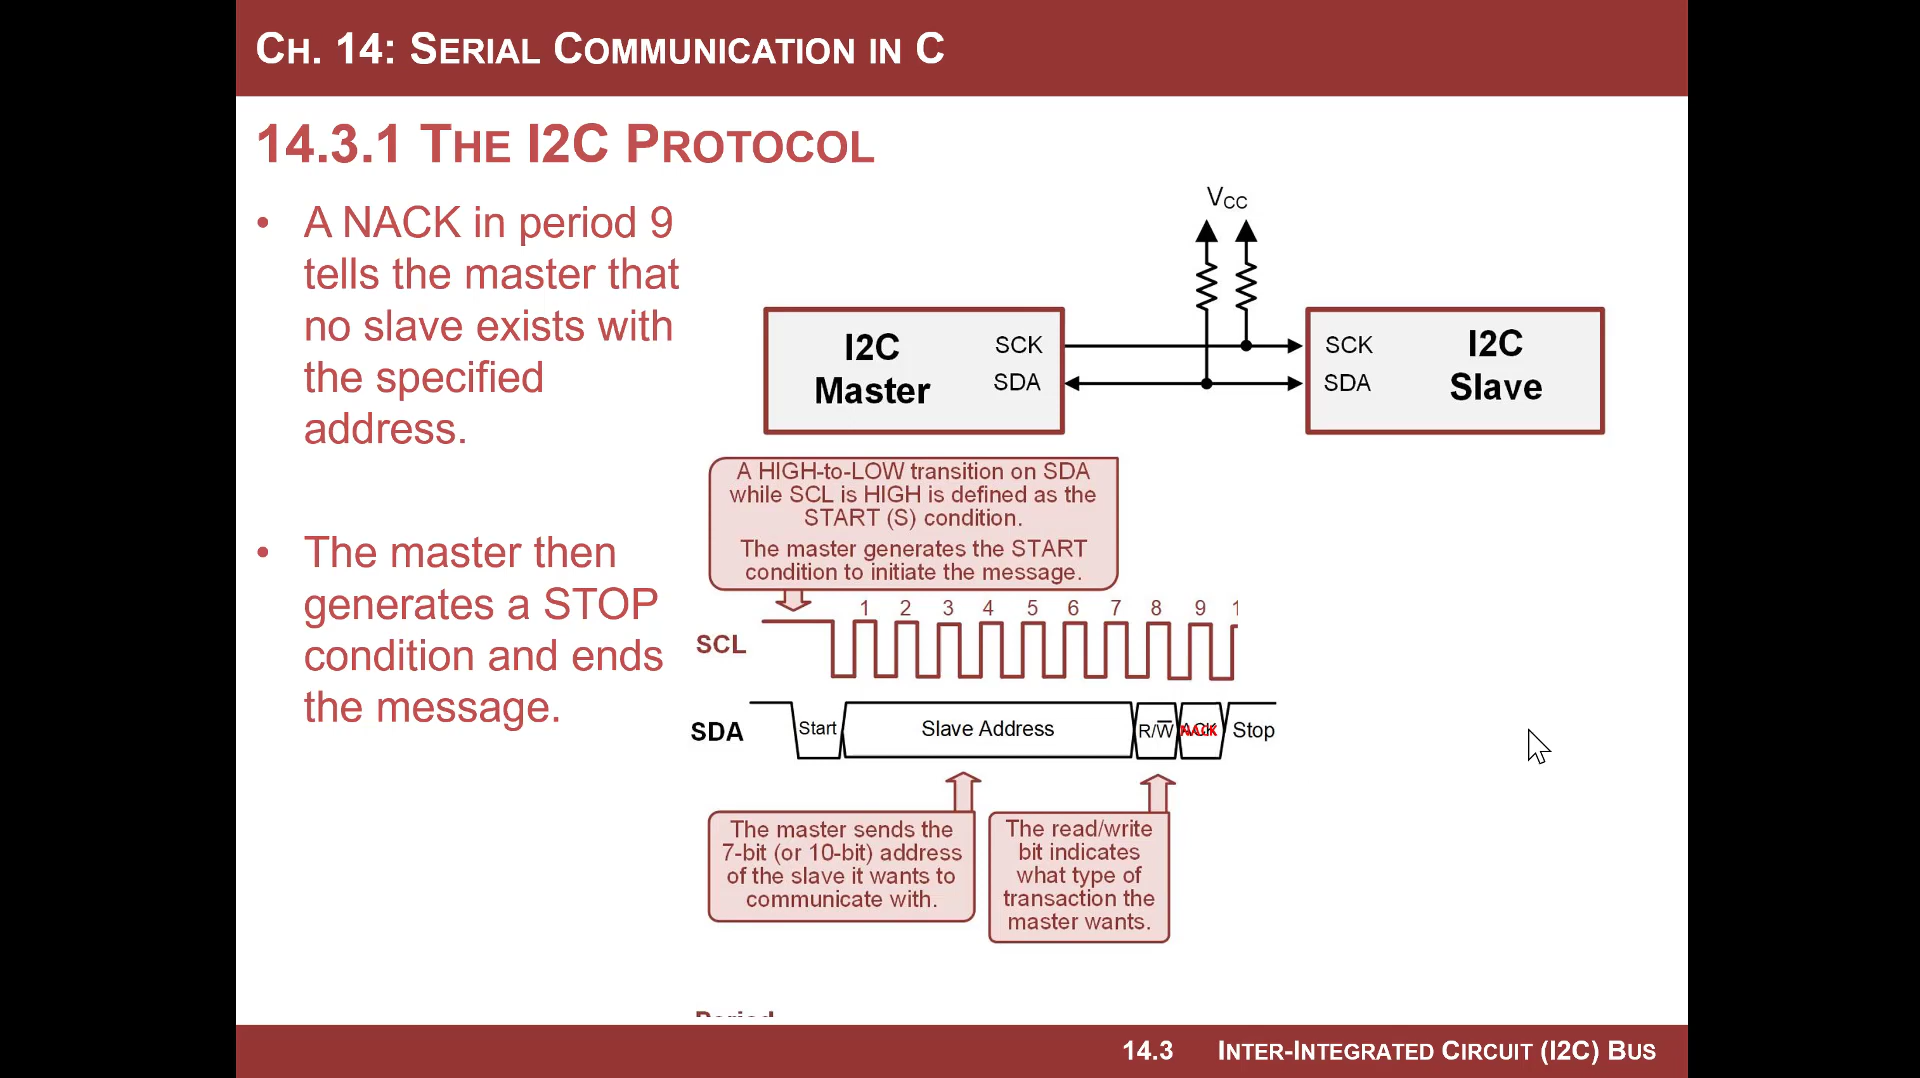 CH. 14: SERIAL COMMUNICATION IN C
14.3.1 THE I2C PROTOCOL
• A NACK in period 9
tells the master that
no slave exists with
the specified
address.
• The master then
generates a STOP
condition and ends
the message.
VCC
I2C
Master
SCK
SDA
SCK
SDA
I2C
Slave
A HIGH-to-LOW transition on SDA
while SCL is HIGH is defined as the
START (S) condition.
The master generates the START
condition to initiate the message.
1 2 3 4 5 6 7 8 9 1
SCL
SDA
Start
Slave Address
R/W̅
NACK
Stop
The master sends the
7-bit (or 10-bit) address
of the slave it wants to
communicate with.
The read/write
bit indicates
what type of
transaction the
master wants.
Period
14.3 INTER-INTEGRATED CIRCUIT (I2C) BUS